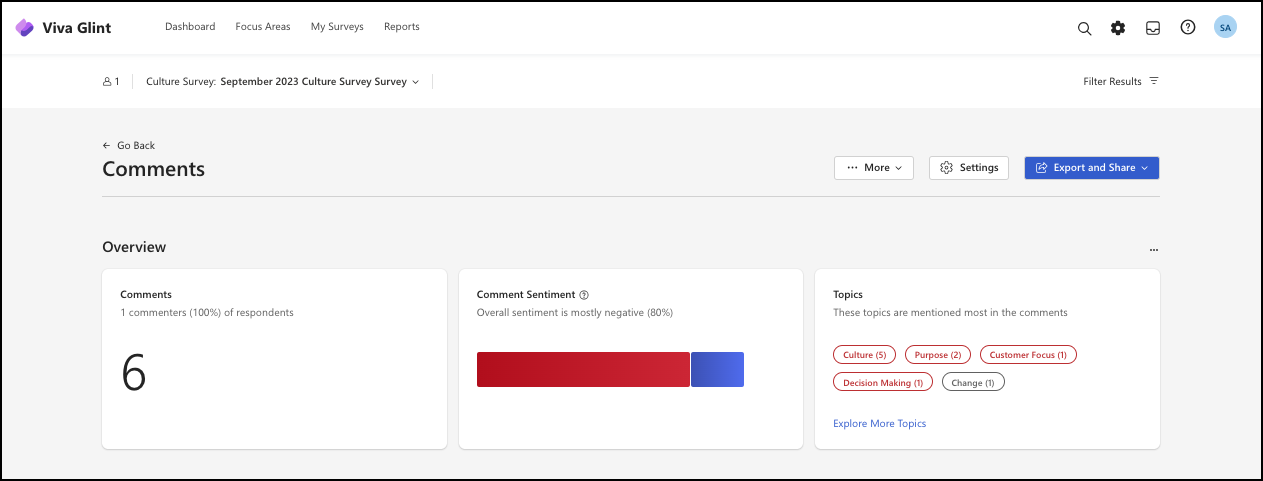 Viva Glint
Dashboard Focus Areas My Surveys Reports
SA
1 Culture Survey: September 2023 Culture Survey Survey
Filter Results
Go Back
Comments
More
Settings
Export and Share
Overview
Comments
1 commenters (100%) of respondents
6
Comment Sentiment
Overall sentiment is mostly negative (80%)
Topics
These topics are mentioned most in the comments
Culture (5) Purpose (2) Customer Focus (1)
Decision Making (1) Change (1)
Explore More Topics